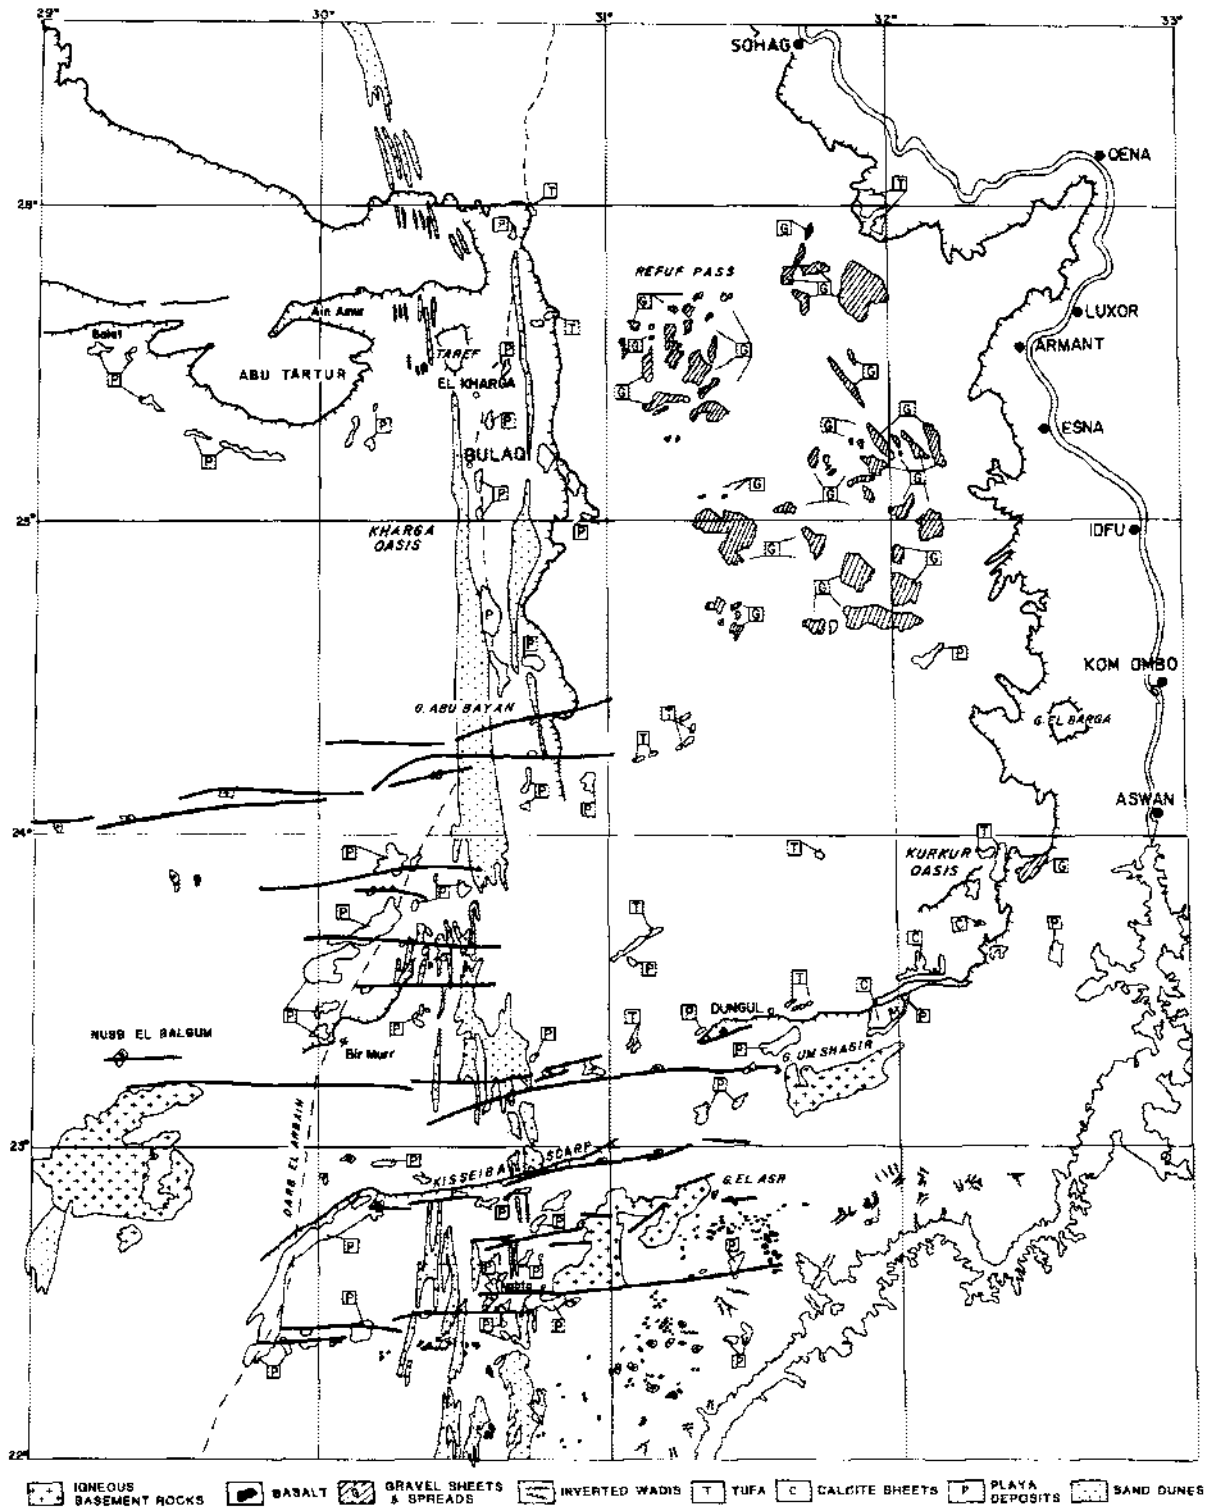 29°
30°
31°
32°
33°
SOHAG
QENA
T
T
26°
P
G
REFUF PASS
G
G
LUXOR
Ain Amur
T
G
G
ARMANT
Balat
TAREF
P
ABU TARTUR
EL KHARGA
P
G
G
G
P
P
G
ESNA
P
BULAQ
G
P
G
G
25°
KHARGA
OASIS
P
IDFU
G
G
G
P
G
P
P
KOM OMBO
G. ABU BAYAN
T
G. EL BARGA
T
P
P
ASWAN
24°
T
P
T
KURKUR
OASIS
G
P
P
T
C
P
C
P
T
C
NUSB EL BALGUM
P
P
T
P
DUNGUL
P
Bir Murr
P
P
G. UM SHAGIR
P
23°
DARB EL ARBAIN
KISSEIBA SCARP
P
G. EL ASR
P
P
P
P
P
P
Nabta
P
P
P
P
P
22°
IGNEOUS
BASEMENT ROCKS
BASALT
G GRAVEL SHEETS
& SPREADS
INVERTED WADIS
T TUFA
C CALCITE SHEETS
P PLAYA
DEPOSITS
SAND DUNES